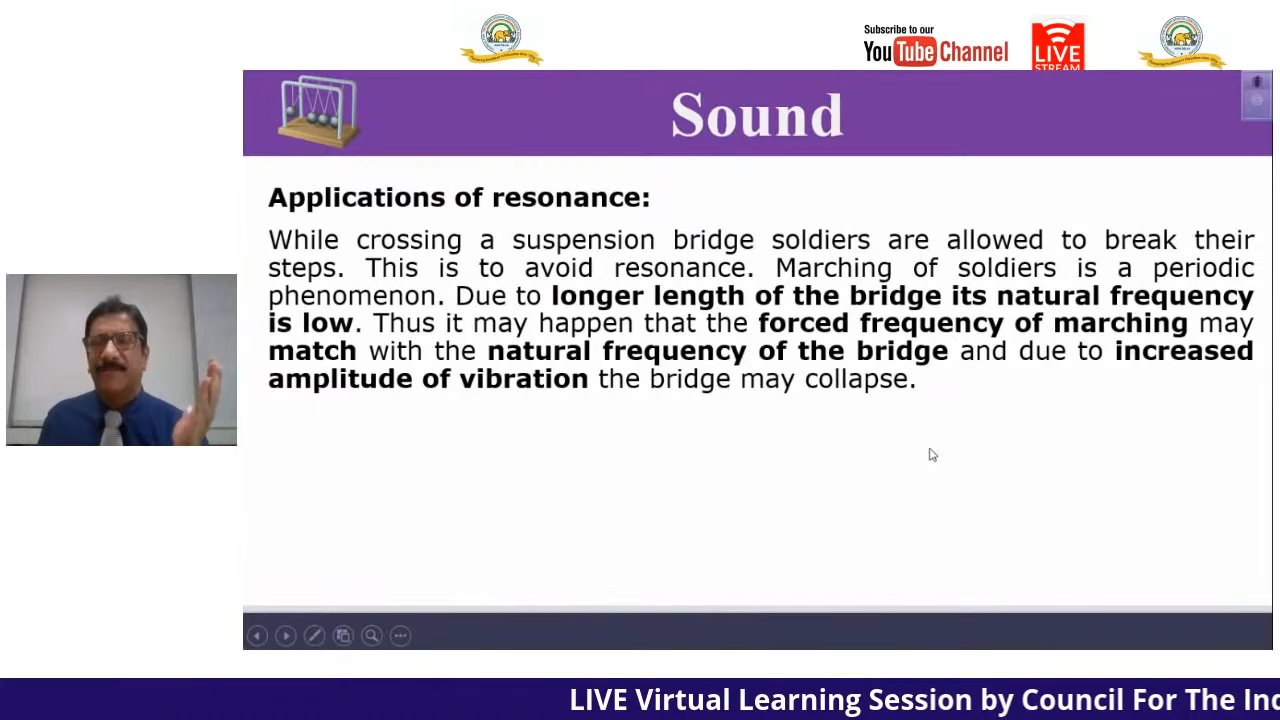 Subscribe to our
YouTube Channel
LIVE
STREAM
Sound
Applications of resonance:
While crossing a suspension bridge soldiers are allowed to break their
steps. This is to avoid resonance. Marching of soldiers is a periodic
phenomenon. Due to longer length of the bridge its natural frequency
is low. Thus it may happen that the forced frequency of marching may
match with the natural frequency of the bridge and due to increased
amplitude of vibration the bridge may collapse.
LIVE Virtual Learning Session by Council For The Ind